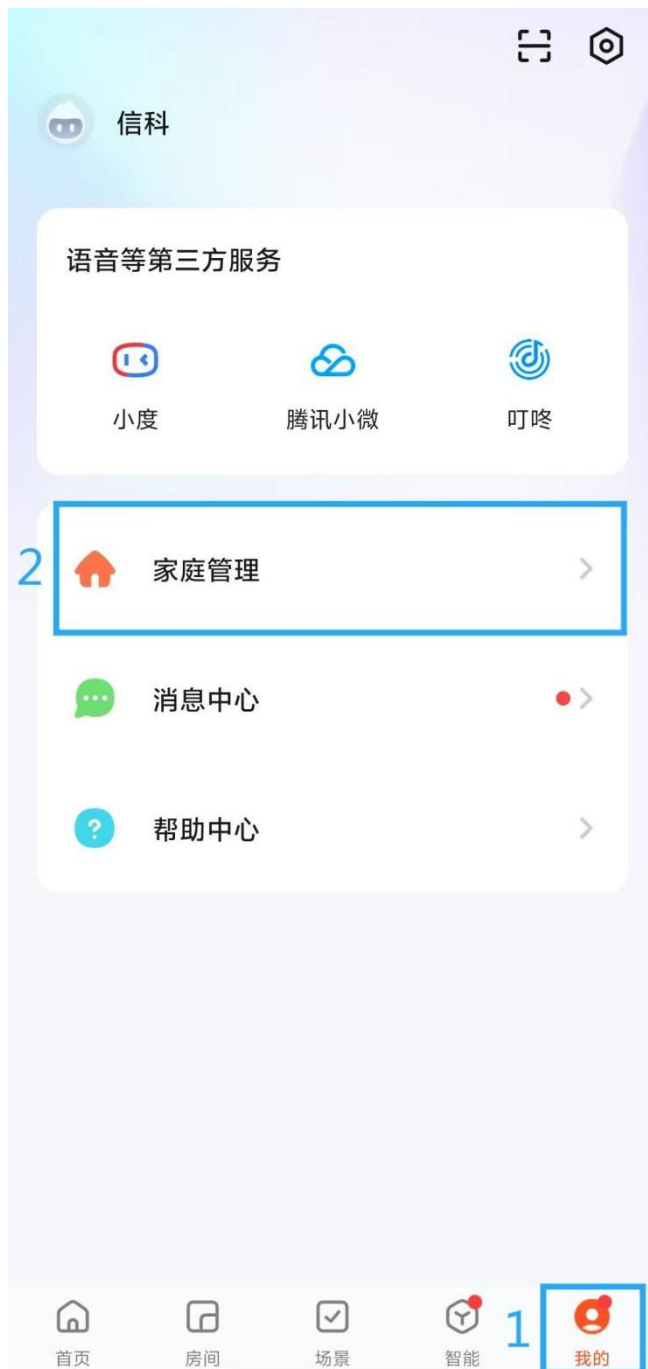 信科
语音等第三方服务
小度 腾讯小微 叮咚
2 家庭管理
消息中心
帮助中心
1
首页 房间 场景 智能 我的